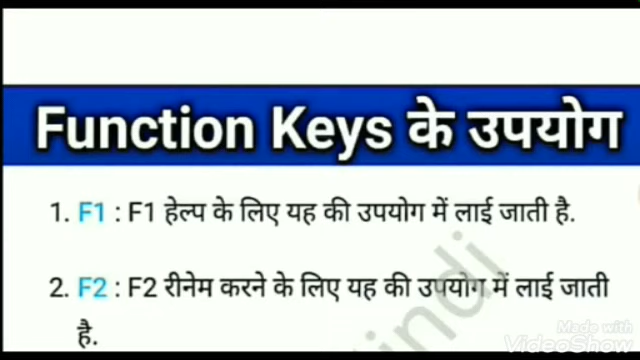 Function Keys के उपयोग
1. F1 : F1 हेल्प के लिए यह की उपयोग में लाई जाती है.
2. F2 : F2 रीनेम करने के लिए यह की उपयोग में लाई जाती
है.
Made with
VideoShow